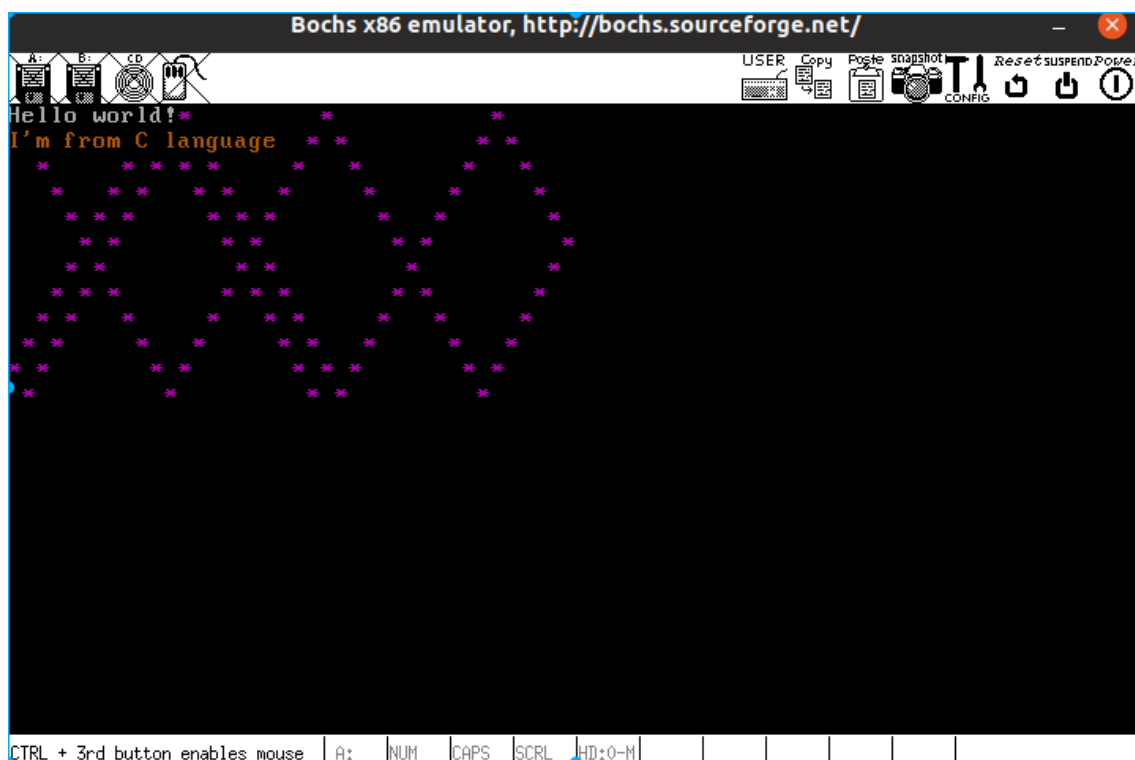 Bochs x86 emulator, http://bochs.sourceforge.net/
A: B: CD USER Copy Paste snapshot CONFIG Reset SUSPEND Power
Hello world!*          *           *
I'm from C language  * *         * *
  *     * * * *     *   *       *   *
   *   * *   * *   *     *         *
    * * *     * * *       *   *       *
     * *       * *         * *         *
    * *         * *         *         *
   * * *       * * *       * *       *
  * *   *     *   * *     *   *     *
 * *     *   *     * *   *     *   *
* *       * *       * * *       * *
 *         *         * *         *
CTRL + 3rd button enables mouse A: NUM CAPS SCRL HD:0-M